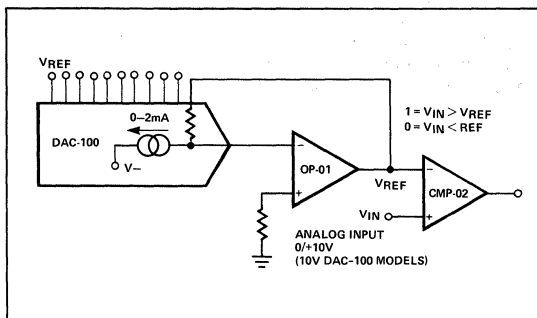 VREF
0–2mA
DAC-100
V–
–
OP-01
+
VREF
1 = VIN > VREF
0 = VIN < REF
–
CMP-02
VIN
+
ANALOG INPUT
0/+10V
(10V DAC-100 MODELS)